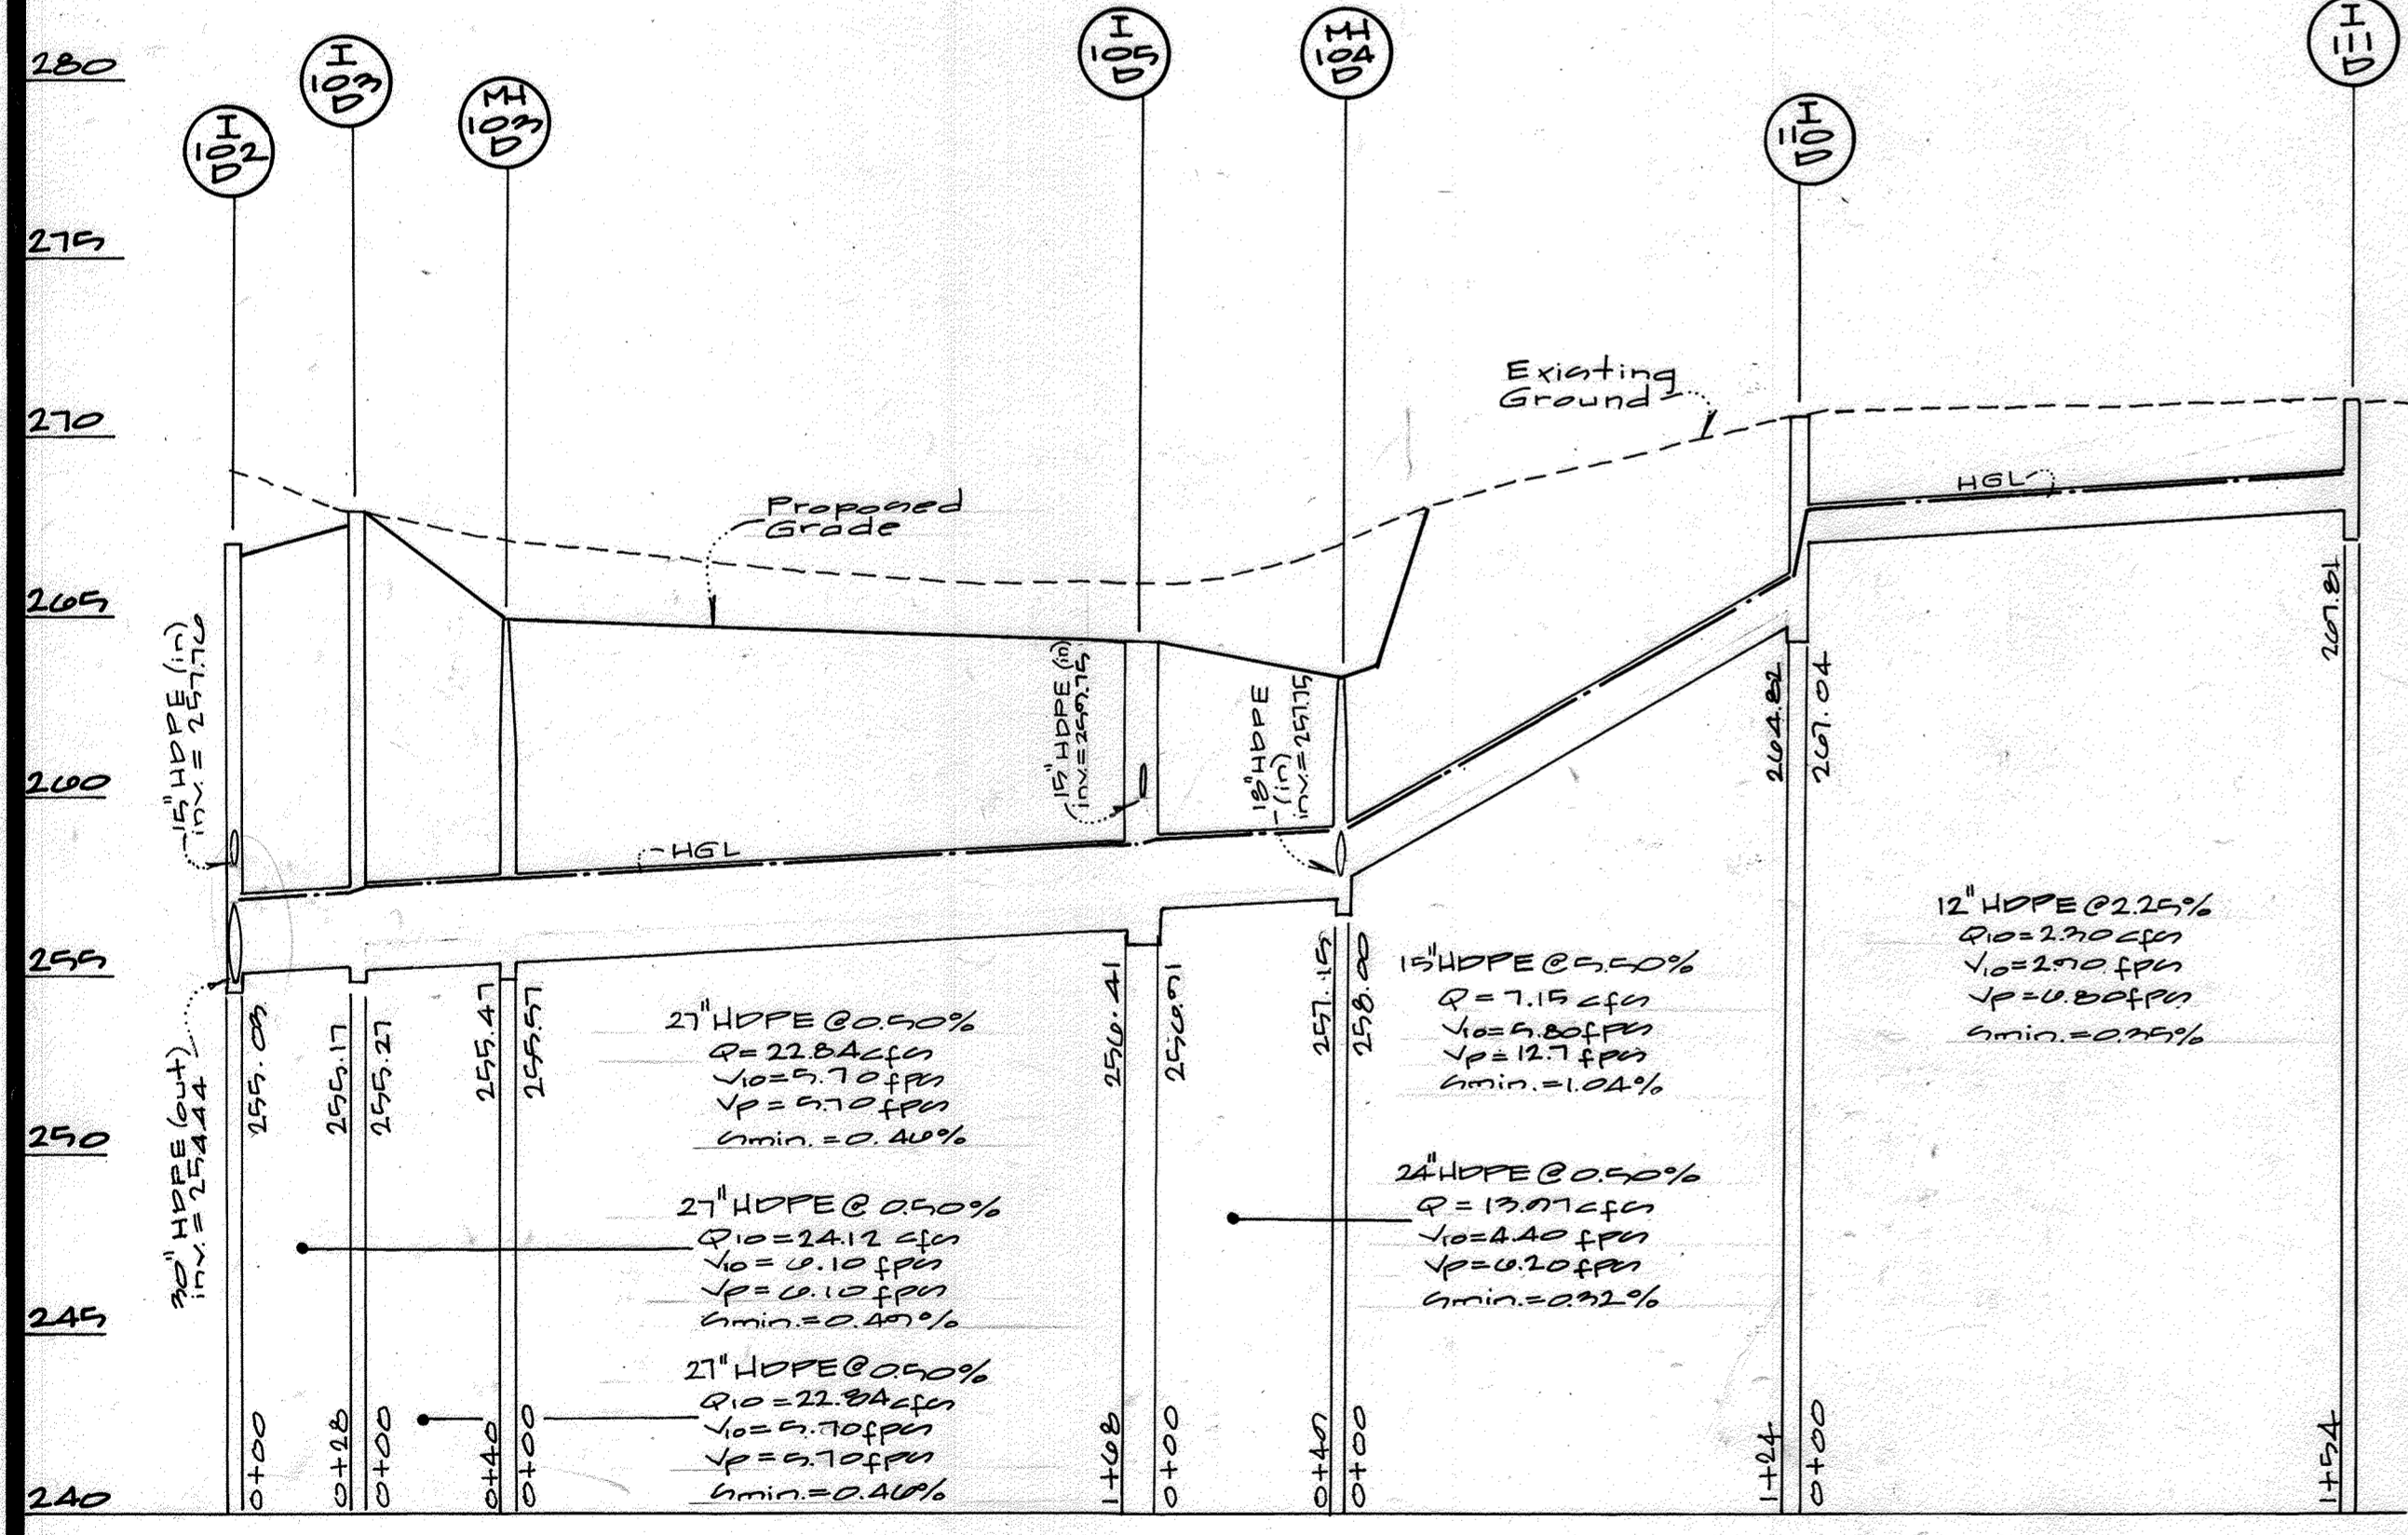 280
275
270
265
260
255
250
245
240
I
102
D
I
103
D
MH
103
D
I
105
D
MH
104
D
I
110
D
I
111
D
Existing
Ground
Proposed
Grade
HGL
HGL
15" HDPE (in)
inv. = 257.76
30" HDPE (out)
inv. = 254.44
15" HDPE (in)
inv. = 259.75
18" HDPE
(in)
inv = 257.75
255.03
255.17
255.27
255.47
255.57
256.41
256.91
257.15
258.00
264.82
267.04
267.81
27" HDPE @ 0.50%
Q = 22.84 cfs
V10 = 5.70 fps
Vp = 5.70 fps
Smin. = 0.46%
27" HDPE @ 0.50%
Q10 = 24.12 cfs
V10 = 6.10 fps
Vp = 6.10 fps
Smin. = 0.49%
27" HDPE @ 0.50%
Q10 = 22.84 cfs
V10 = 5.70 fps
Vp = 5.70 fps
Smin. = 0.46%
15" HDPE @ 5.50%
Q = 7.15 cfs
V10 = 5.80 fps
Vp = 12.7 fps
Smin. = 1.04%
24" HDPE @ 0.50%
Q = 13.97 cfs
V10 = 4.40 fps
Vp = 6.20 fps
Smin. = 0.32%
12" HDPE @ 2.25%
Q10 = 2.30 cfs
V10 = 2.90 fps
Vp = 6.80 fps
Smin. = 0.35%
0+00
0+28
0+00
0+40
0+00
1+68
0+00
0+49
0+00
1+24
0+00
1+54